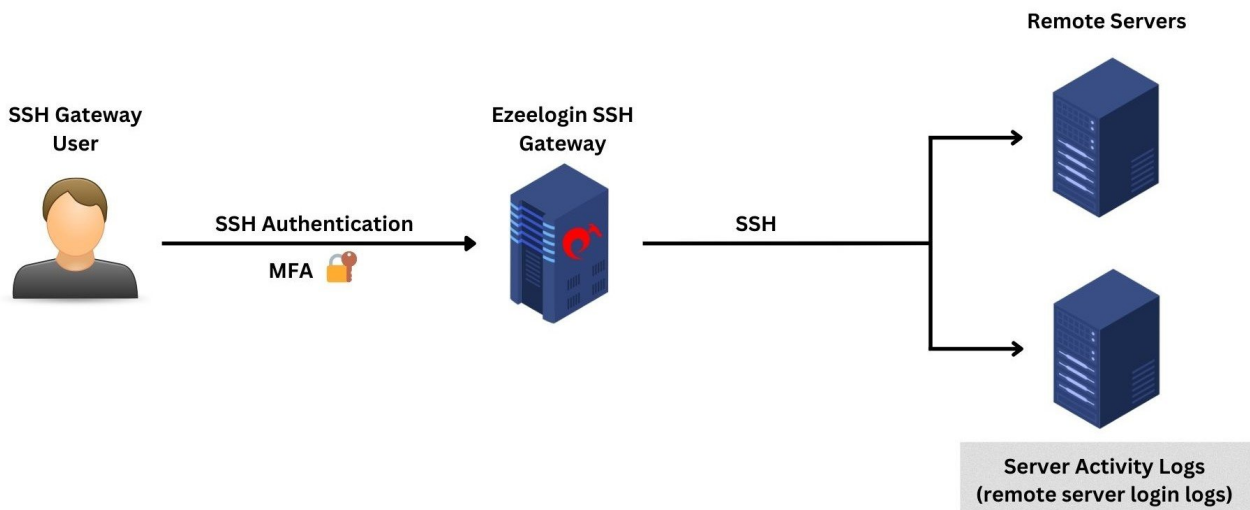 Remote Servers
SSH Gateway
User
Ezeelogin SSH
Gateway
SSH Authentication
MFA
SSH
Server Activity Logs
(remote server login logs)